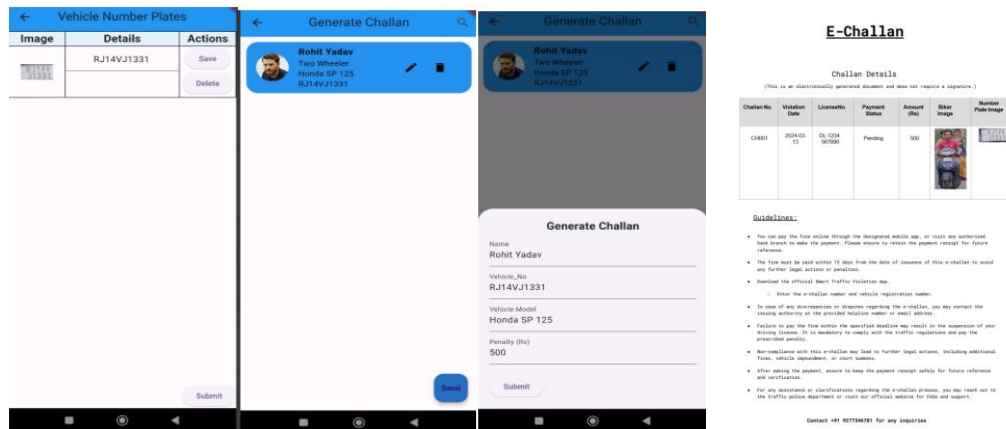 Vehicle Number Plates
Image Details Actions
RJ14VJ1331 Save
Delete
Submit
Generate Challan
Rohit Yadav
Two Wheeler
Honda SP 125
RJ14VJ1331
Send
Generate Challan
Rohit Yadav
Two Wheeler
Honda SP 125
RJ14VJ1331
Generate Challan
Name
Rohit Yadav
Vehicle_No
RJ14VJ1331
Vehicle Model
Honda SP 125
Penalty (Rs)
500
Submit
E-Challan
Challan Details
(This is an electronically generated document and does not require a signature.)
Challan No. Violation Date LicenseNo. Payment Status Amount (Rs) Biker Image Number Plate Image
CH001 2024-03-13 DL-1234 567890 Pending 500
Guidelines:
You can pay the fine online through the designated mobile app, or visit any authorized
bank branch to make the payment. Please ensure to retain the payment receipt for future
reference.
The fine must be paid within 15 days from the date of issuance of this e-challan to avoid
any further legal actions or penalties.
Download the official Smart Traffic Violation App.
Enter the e-challan number and vehicle registration number.
In case of any discrepancies or disputes regarding the e-challan, you may contact the
issuing authority at the provided helpline number or email address.
Failure to pay the fine within the specified deadline may result in the suspension of your
driving license. It is mandatory to comply with the traffic regulations and pay the
prescribed penalty.
Non-compliance with this e-challan may lead to further legal actions, including additional
fines, vehicle impoundment, or court summons.
After making the payment, ensure to keep the payment receipt safely for future reference
and verification.
For any assistance or clarifications regarding the e-challan process, you may reach out to
the traffic police department or visit our official website for FAQs and support.
Contact +91 9277346781 for any inquiries